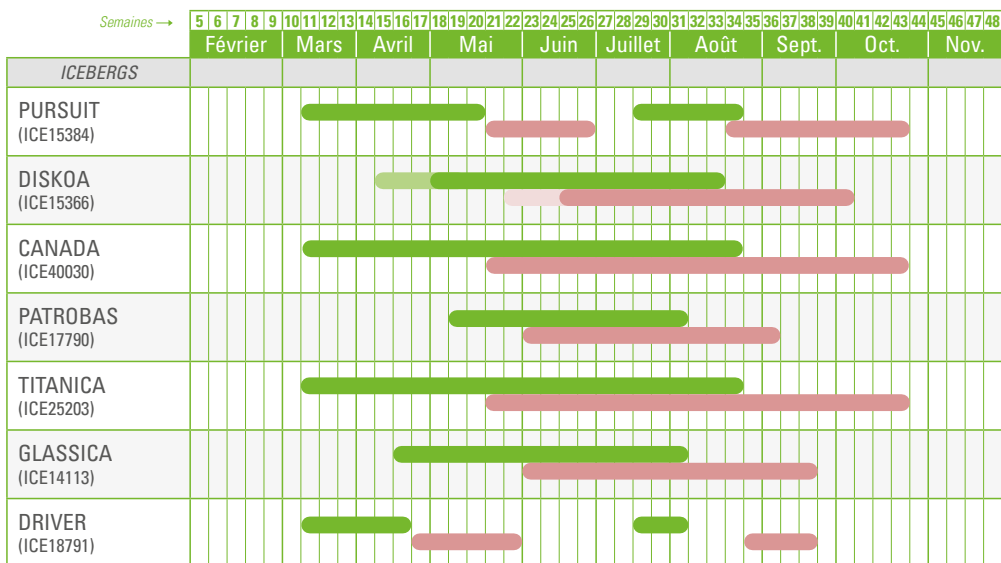 Semaines → 5 6 7 8 9 10 11 12 13 14 15 16 17 18 19 20 21 22 23 24 25 26 27 28 29 30 31 32 33 34 35 36 37 38 39 40 41 42 43 44 45 46 47 48
Février Mars Avril Mai Juin Juillet Août Sept. Oct. Nov.
ICEBERGS
PURSUIT
(ICE15384)
DISKOA
(ICE15366)
CANADA
(ICE40030)
PATROBAS
(ICE17790)
TITANICA
(ICE25203)
GLASSICA
(ICE14113)
DRIVER
(ICE18791)